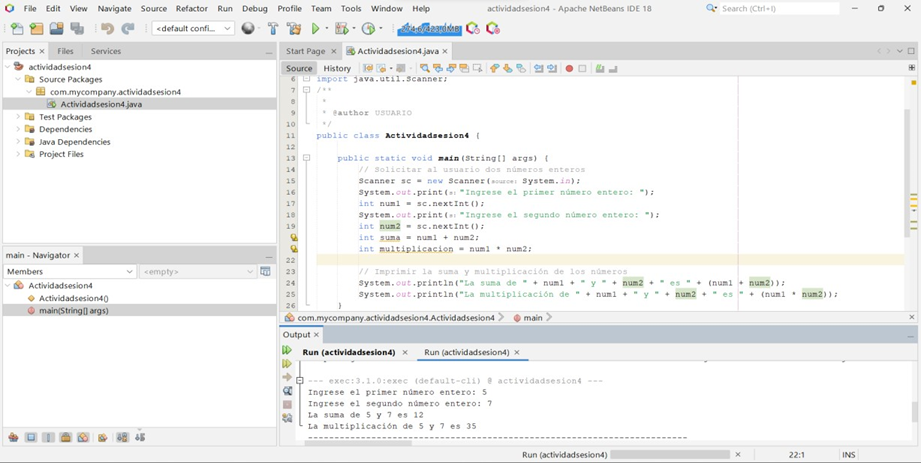 File Edit View Navigate Source Refactor Run Debug Profile Team Tools Window Help
actividadsesion4 - Apache NetBeans IDE 18
Search (Ctrl+I)
<default confi...
Projects
Files
Services
actividadsesion4
Source Packages
com.mycompany.actividadsesion4
Actividadsesion4.java
Test Packages
Dependencies
Java Dependencies
Project Files
main - Navigator
Members
<empty>
Actividadsesion4
Actividadsesion4()
main(String[] args)
Start Page
Actividadsesion4.java
Source
History
6 import java.util.Scanner;
7 /**
8 *
9 * @author USUARIO
10 */
11 public class Actividadsesion4 {
12
13 public static void main(String[] args) {
14 // Solicitar al usuario dos números enteros
15 Scanner sc = new Scanner(source: System.in);
16 System.out.print(s: "Ingrese el primer número entero: ");
17 int num1 = sc.nextInt();
18 System.out.print(s: "Ingrese el segundo número entero: ");
19 int num2 = sc.nextInt();
int suma = num1 + num2;
int multiplicacion = num1 * num2;
22
23 // Imprimir la suma y multiplicación de los números
24 System.out.println("La suma de " + num1 + " y " + num2 + " es " + (num1 + num2));
25 System.out.println("La multiplicación de " + num1 + " y " + num2 + " es " + (num1 * num2));
26 }
com.mycompany.actividadsesion4.Actividadsesion4
main
Output
Run (actividadsesion4)
Run (actividadsesion4)
--- exec:3.1.0:exec (default-cli) @ actividadsesion4 ---
Ingrese el primer número entero: 5
Ingrese el segundo número entero: 7
La suma de 5 y 7 es 12
La multiplicación de 5 y 7 es 35
------------------------------------------------------------------------
Run (actividadsesion4)
22:1
INS